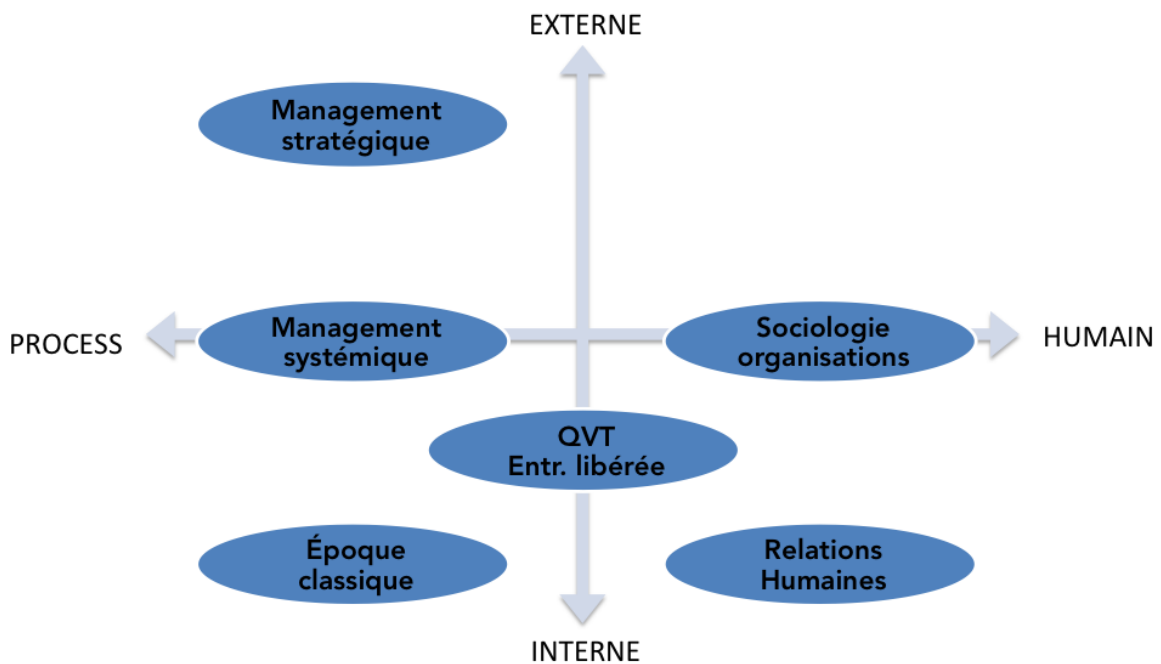 EXTERNE
Management
stratégique
PROCESS
Management
systémique
Sociologie
organisations
HUMAIN
QVT
Entr. libérée
Époque
classique
Relations
Humaines
INTERNE